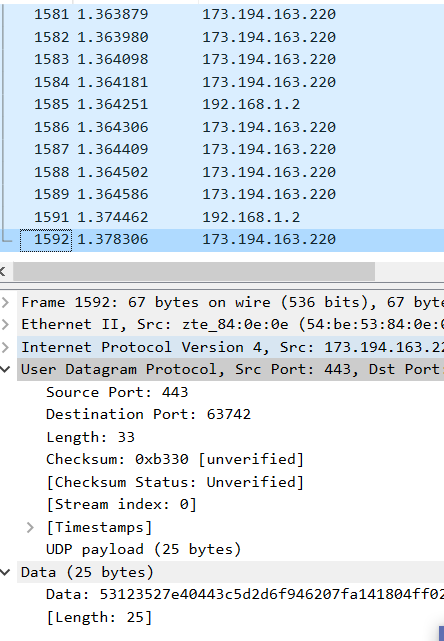 1581 1.363879 173.194.163.220
1582 1.363980 173.194.163.220
1583 1.364098 173.194.163.220
1584 1.364181 173.194.163.220
1585 1.364251 192.168.1.2
1586 1.364306 173.194.163.220
1587 1.364409 173.194.163.220
1588 1.364502 173.194.163.220
1589 1.364586 173.194.163.220
1591 1.374462 192.168.1.2
1592 1.378306 173.194.163.220
Frame 1592: 67 bytes on wire (536 bits), 67 byte
Ethernet II, Src: zte_84:0e:0e (54:be:53:84:0e:0
Internet Protocol Version 4, Src: 173.194.163.22
User Datagram Protocol, Src Port: 443, Dst Port:
Source Port: 443
Destination Port: 63742
Length: 33
Checksum: 0xb330 [unverified]
[Checksum Status: Unverified]
[Stream index: 0]
[Timestamps]
UDP payload (25 bytes)
Data (25 bytes)
Data: 53123527e40443c5d2d6f946207fa141804ff02
[Length: 25]